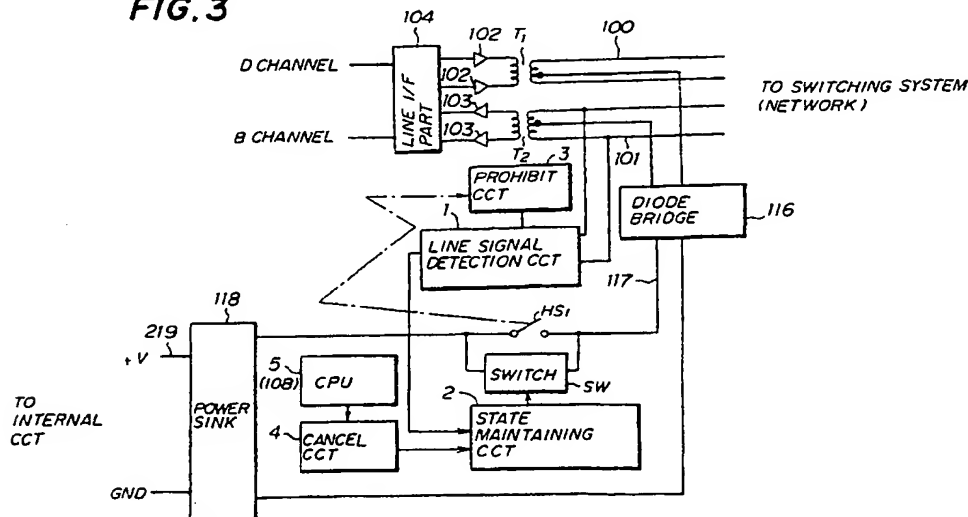 FIG. 3
104
102
T1
100
D CHANNEL
LINE I/F
PART
102
103
TO SWITCHING SYSTEM
(NETWORK)
B CHANNEL
103
T2
101
3
PROHIBIT
CCT
1
DIODE
BRIDGE
116
LINE SIGNAL
DETECTION CCT
117
118
HS1
219
+V
5
(108)
CPU
SWITCH
SW
2
TO
INTERNAL
CCT
POWER
SINK
4
CANCEL
CCT
STATE
MAINTAINING
CCT
GND